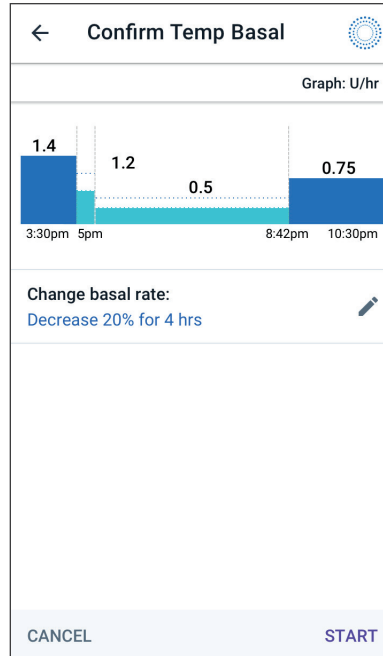 Confirm Temp Basal
Graph: U/hr
1.4
1.2
0.5
0.75
3:30pm 5pm 8:42pm 10:30pm
Change basal rate:
Decrease 20% for 4 hrs
CANCEL START